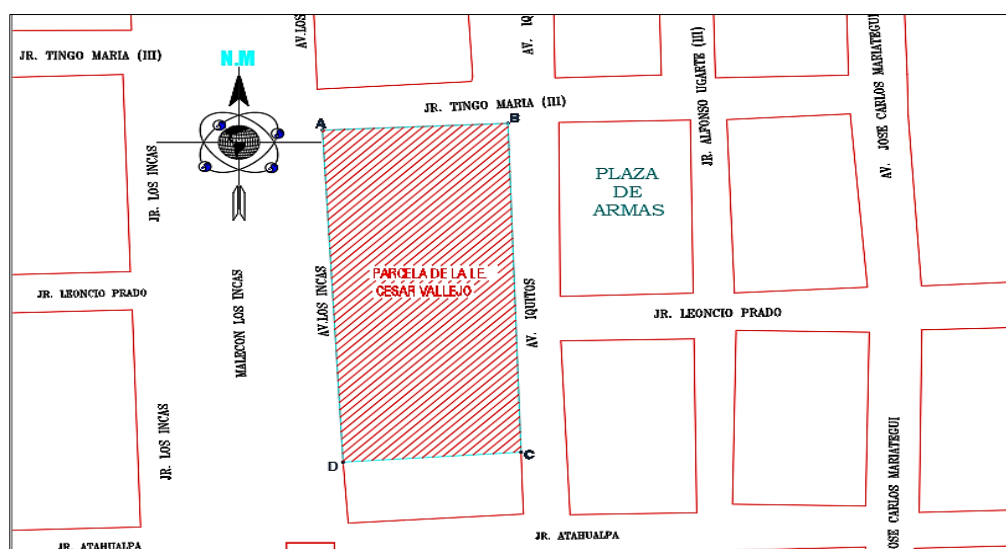 AV.LOS
AV. IQ
JR. TINGO MARIA (III)
N.M
JR. ALFONSO UGARTE (III)
AV. JOSE CARLOS MARIATEGUI
JR. TINGO MARIA (III)
A
B
JR. LOS INCAS
PLAZA
DE
ARMAS
PARCELA DE LA I.E.
CESAR VALLEJO
JR. LEONCIO PRADO
MALECON LOS INCAS
AV.LOS INCAS
AV. IQUITOS
JR. LEONCIO PRADO
JR. LOS INCAS
D
C
OSE CARLOS MARIATEGUI
JR. ATAHUALPA
JR. ATAHUALPA